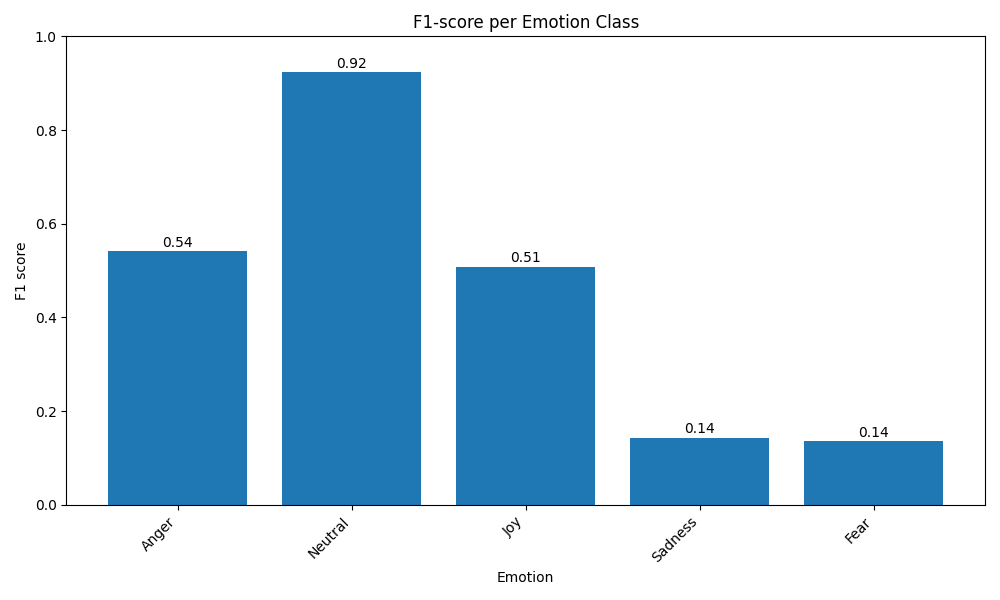 F1-score per Emotion Class
F1 score
1.0
0.8
0.6
0.4
0.2
0.0
0.54
0.92
0.51
0.14
0.14
Anger
Neutral
Joy
Sadness
Fear
Emotion